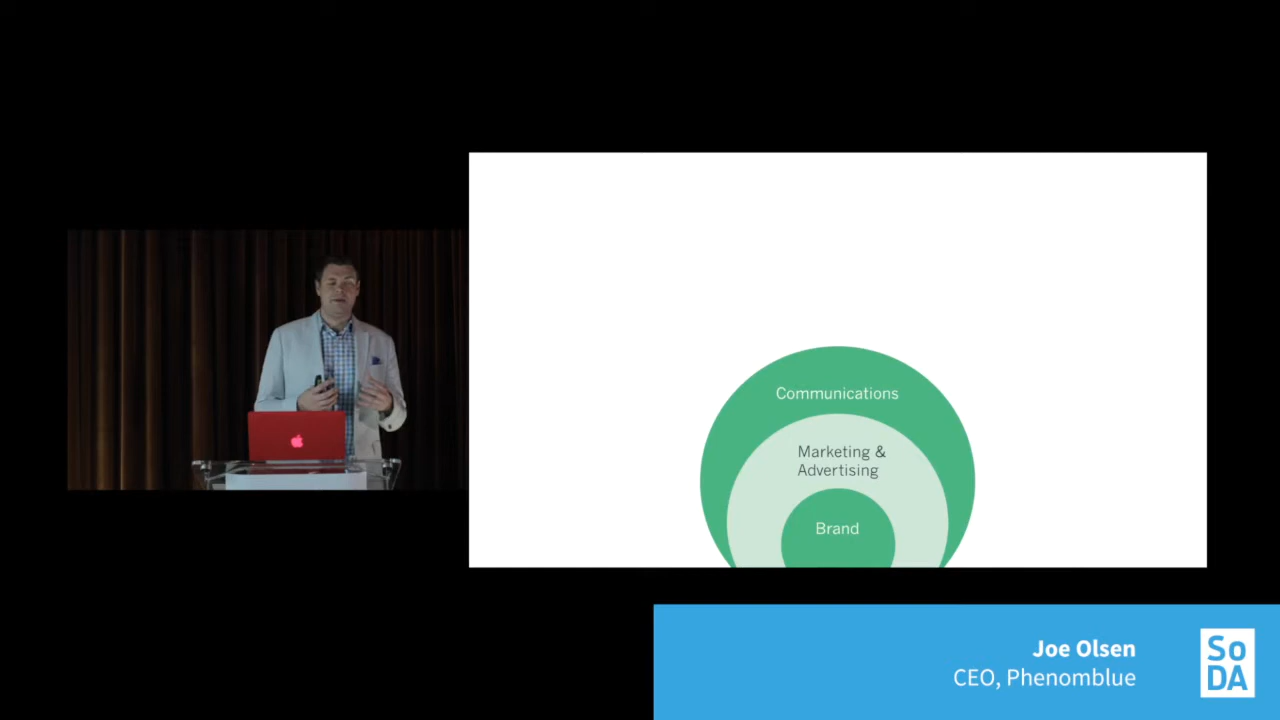 Communications
Marketing &
Advertising
Brand
Joe Olsen
CEO, Phenomblue
So
DA